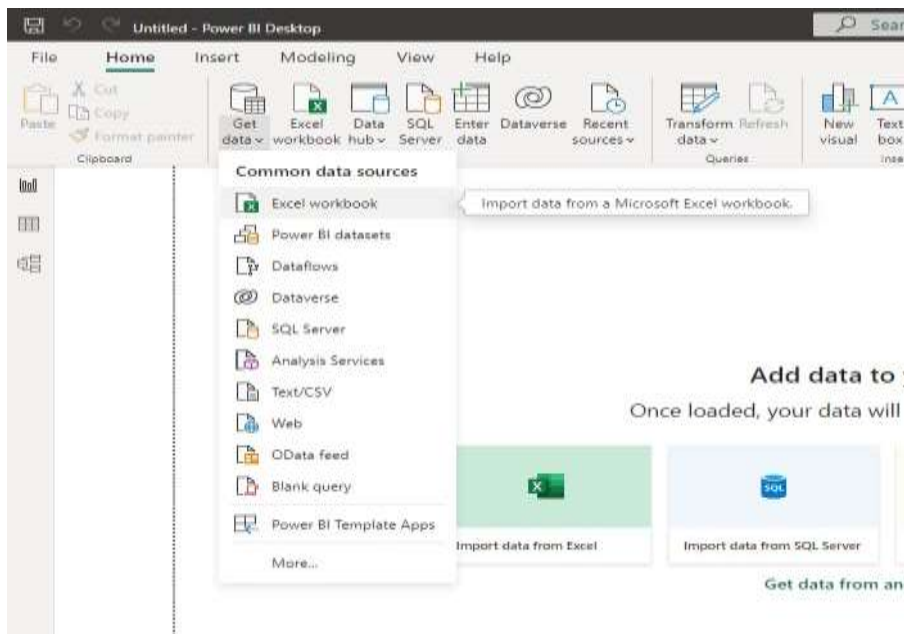 Untitled - Power BI Desktop
Sear
File Home Insert Modeling View Help
Paste
Cut
Copy
Format painter
Clipboard
Get data
Excel workbook
Data hub
SQL Server
Enter data
Dataverse
Recent sources
Transform data
Refresh
Queries
New visual
Text box
Inse
Common data sources
Excel workbook
Import data from a Microsoft Excel workbook.
Power BI datasets
Dataflows
Dataverse
SQL Server
Analysis Services
Text/CSV
Web
OData feed
Blank query
Power BI Template Apps
More...
Add data to
Once loaded, your data will
Import data from Excel
SQL
Import data from SQL Server
Get data from an